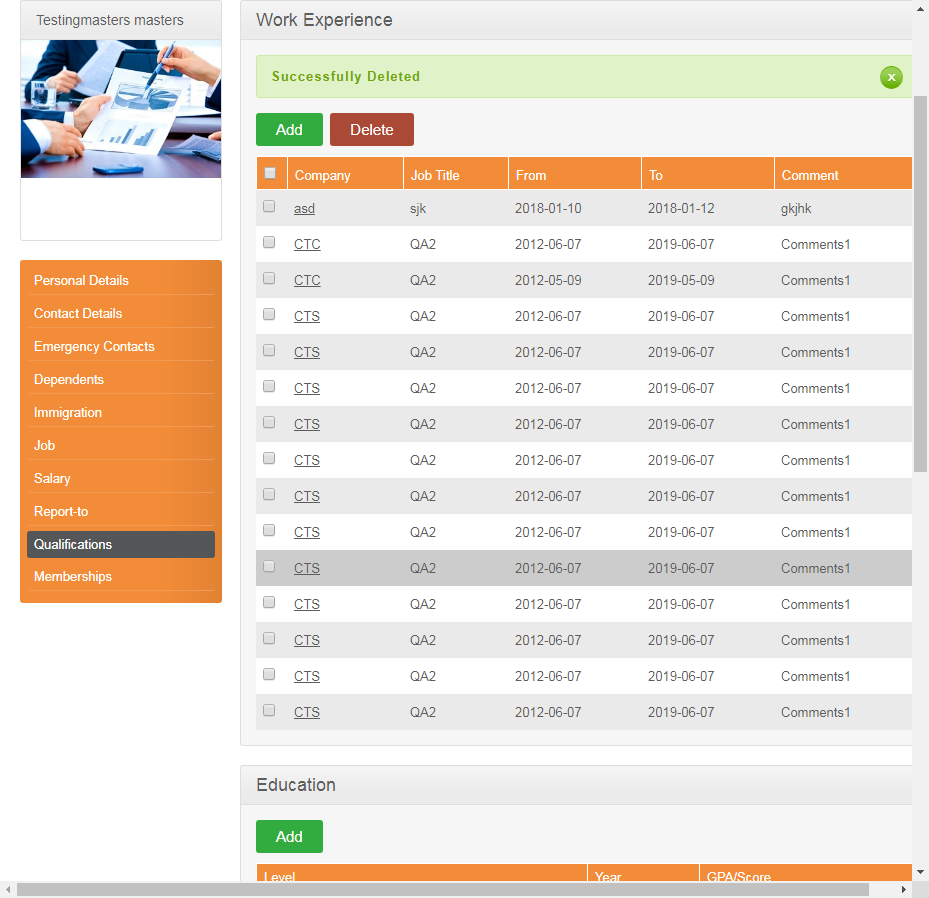 Testingmasters masters
Personal Details
Contact Details
Emergency Contacts
Dependents
Immigration
Job
Salary
Report-to
Qualifications
Memberships
Work Experience
Successfully Deleted x
Add Delete
Company Job Title From To Comment
asd sjk 2018-01-10 2018-01-12 gkjhk
CTC QA2 2012-06-07 2019-06-07 Comments1
CTC QA2 2012-05-09 2019-05-09 Comments1
CTS QA2 2012-06-07 2019-06-07 Comments1
CTS QA2 2012-06-07 2019-06-07 Comments1
CTS QA2 2012-06-07 2019-06-07 Comments1
CTS QA2 2012-06-07 2019-06-07 Comments1
CTS QA2 2012-06-07 2019-06-07 Comments1
CTS QA2 2012-06-07 2019-06-07 Comments1
CTS QA2 2012-06-07 2019-06-07 Comments1
CTS QA2 2012-06-07 2019-06-07 Comments1
CTS QA2 2012-06-07 2019-06-07 Comments1
CTS QA2 2012-06-07 2019-06-07 Comments1
CTS QA2 2012-06-07 2019-06-07 Comments1
CTS QA2 2012-06-07 2019-06-07 Comments1
Education
Add
Level Year GPA/Score